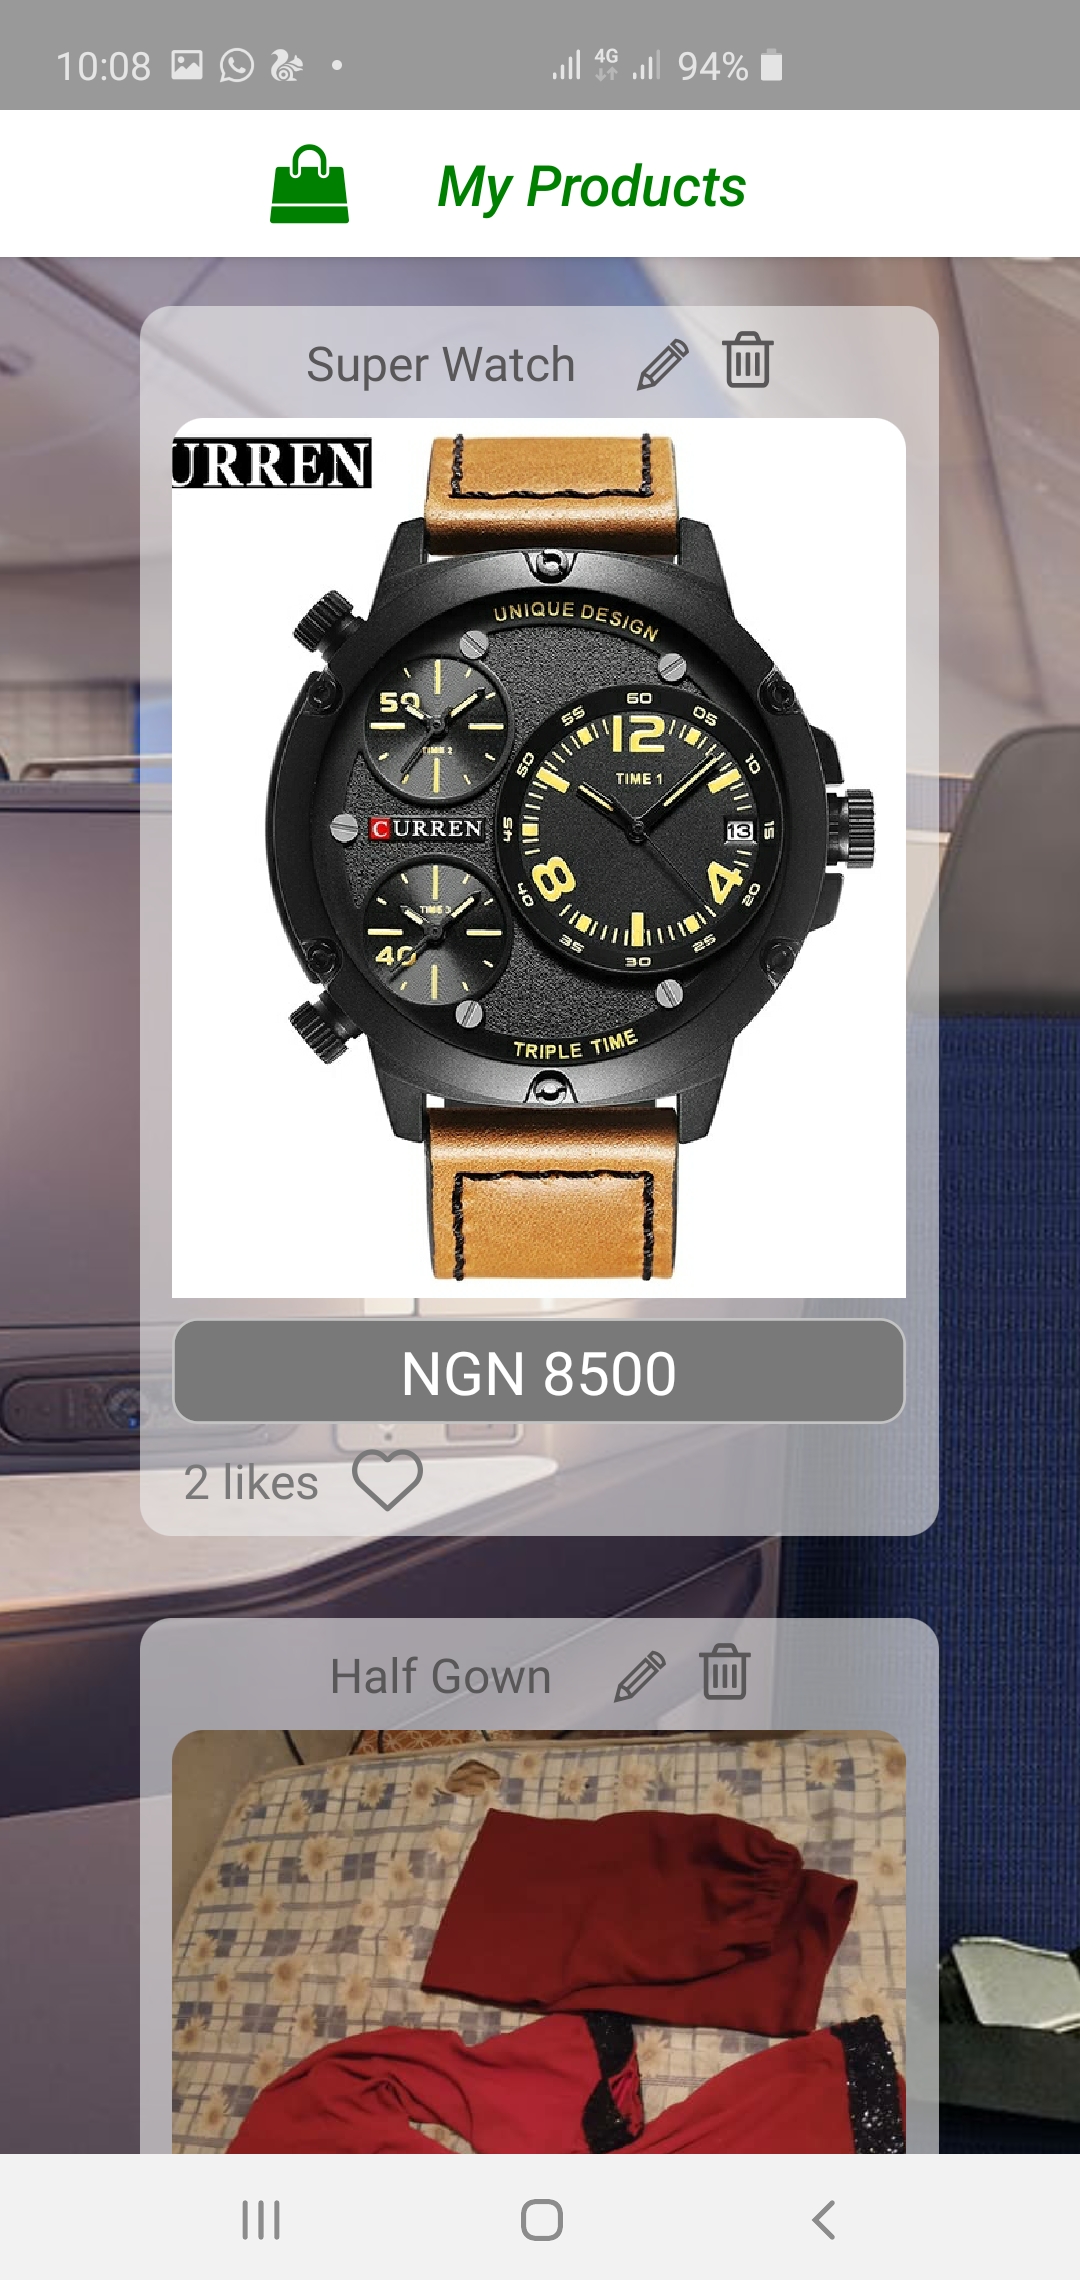 10:08 4G 94%
My Products
Super Watch
URREN
UNIQUE DESIGN
50
TIME 2
60
05
10
15
20
25
30
35
40
45
50
55
12
TIME 1
13
4
8
CURREN
TIME 3
40
TRIPLE TIME
NGN 8500
2 likes
Half Gown